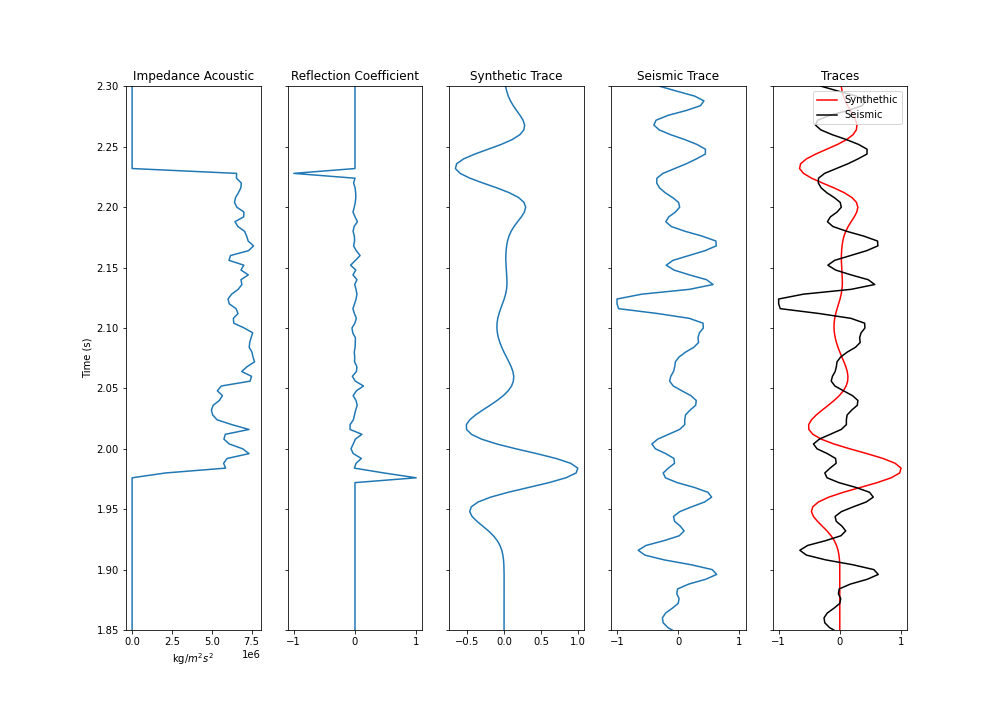 Impedance Acoustic
Reflection Coefficient
Synthetic Trace
Seismic Trace
Traces
Synthethic
Seismic
Time (s)
2.30
2.25
2.20
2.15
2.10
2.05
2.00
1.95
1.90
1.85
0.0 2.5 5.0 7.5
1e6
kg/m²s²
−1 0 1
−0.5 0.0 0.5 1.0
−1 0 1
−1 0 1